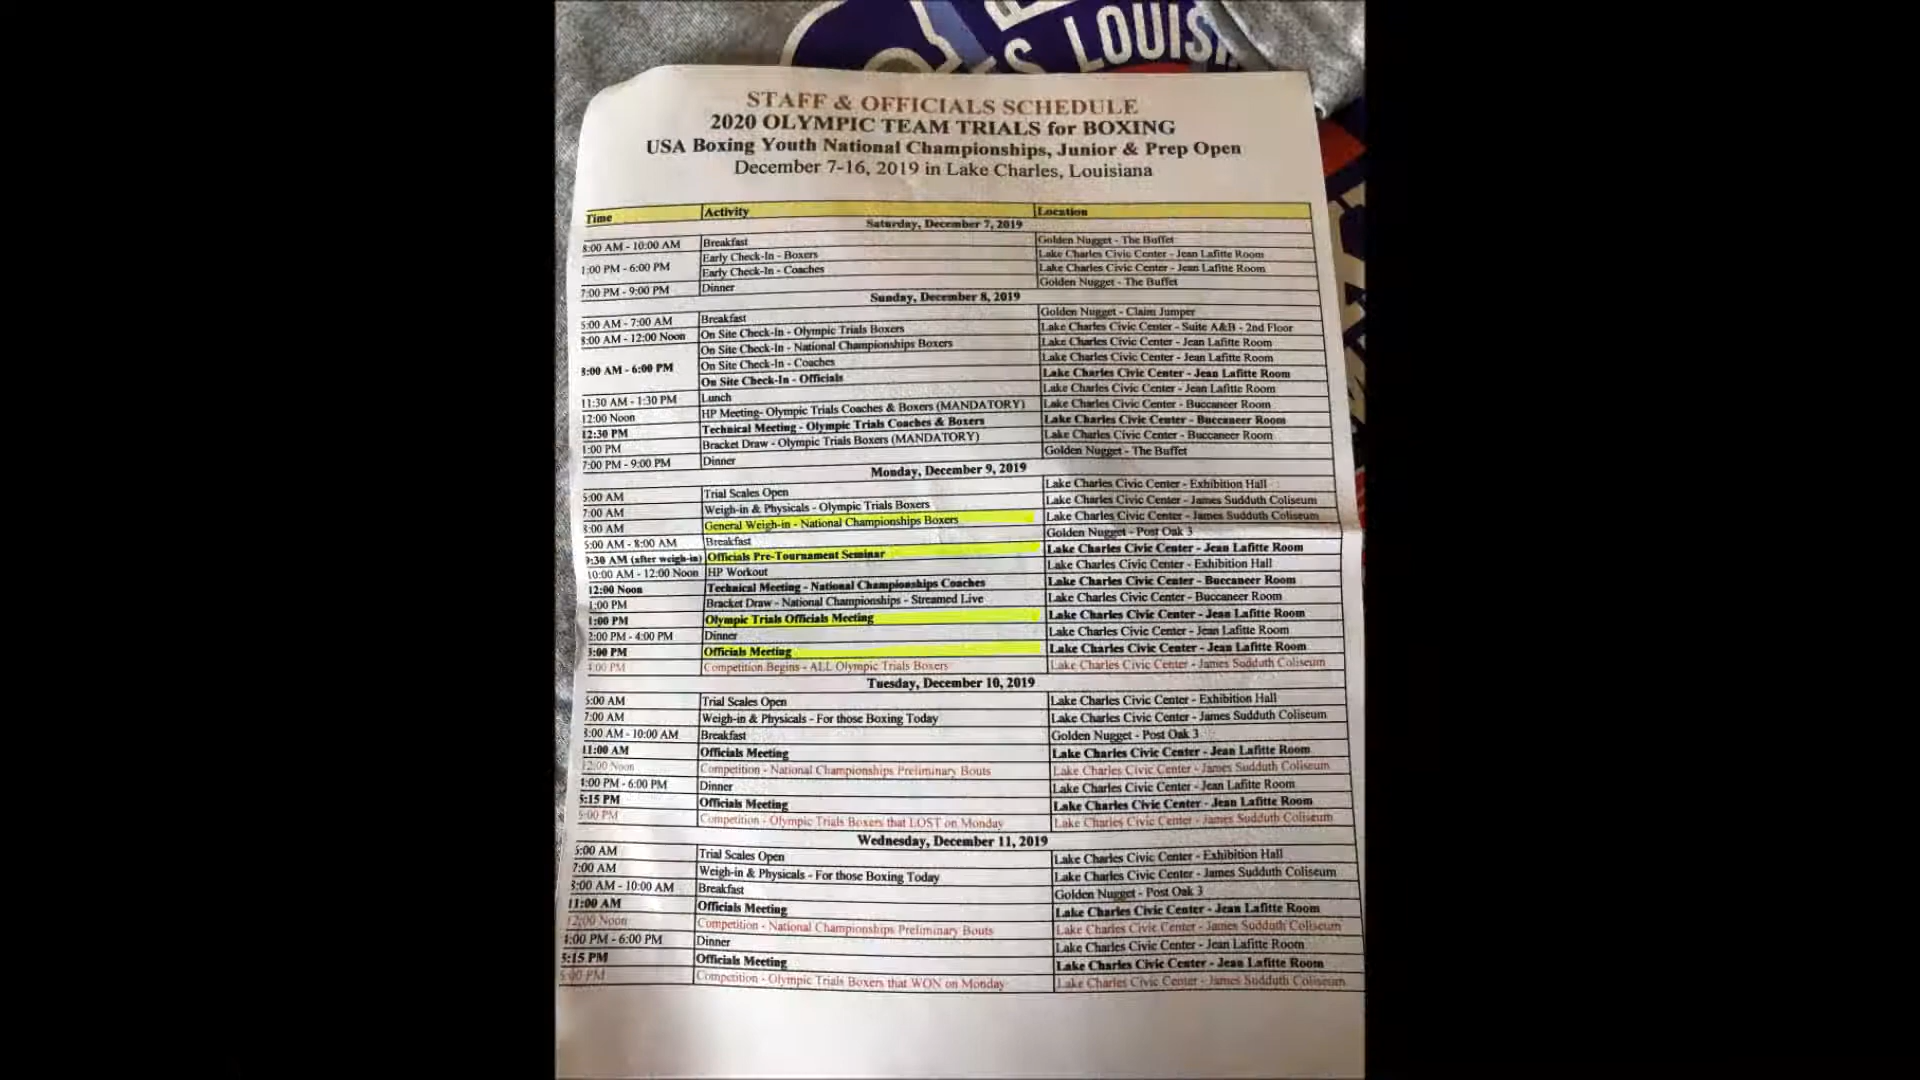 LOUIS
STAFF & OFFICIALS SCHEDULE
2020 OLYMPIC TEAM TRIALS for BOXING
USA Boxing Youth National Championships, Junior & Prep Open
December 7-16, 2019 in Lake Charles, Louisiana
Time Activity Location
Saturday, December 7, 2019
8:00 AM - 10:00 AM Breakfast Golden Nugget - The Buffet
Early Check-In - Boxers Lake Charles Civic Center - Jean Lafitte Room
1:00 PM - 6:00 PM Early Check-In - Coaches Lake Charles Civic Center - Jean Lafitte Room
7:00 PM - 9:00 PM Dinner Golden Nugget - The Buffet
Sunday, December 8, 2019
5:00 AM - 7:00 AM Breakfast Golden Nugget - Claim Jumper
8:00 AM - 12:00 Noon On Site Check-In - Olympic Trials Boxers Lake Charles Civic Center - Suite A&B - 2nd Floor
On Site Check-In - National Championships Boxers Lake Charles Civic Center - Jean Lafitte Room
8:00 AM - 6:00 PM On Site Check-In - Coaches Lake Charles Civic Center - Jean Lafitte Room
On Site Check-In - Officials Lake Charles Civic Center - Jean Lafitte Room
11:30 AM - 1:30 PM Lunch Lake Charles Civic Center - Jean Lafitte Room
12:00 Noon HP Meeting- Olympic Trials Coaches & Boxers (MANDATORY) Lake Charles Civic Center - Buccaneer Room
12:30 PM Technical Meeting - Olympic Trials Coaches & Boxers Lake Charles Civic Center - Buccaneer Room
1:00 PM Bracket Draw - Olympic Trials Boxers (MANDATORY) Lake Charles Civic Center - Buccaneer Room
7:00 PM - 9:00 PM Dinner Golden Nugget - The Buffet
Monday, December 9, 2019
5:00 AM Trial Scales Open Lake Charles Civic Center - Exhibition Hall
7:00 AM Weigh-in & Physicals - Olympic Trials Boxers Lake Charles Civic Center - James Sudduth Coliseum
8:00 AM General Weigh-in - National Championships Boxers Lake Charles Civic Center - James Sudduth Coliseum
5:00 AM - 8:00 AM Breakfast Golden Nugget - Post Oak 3
9:30 AM (after weigh-in) Officials Pre-Tournament Seminar Lake Charles Civic Center - Jean Lafitte Room
10:00 AM - 12:00 Noon HP Workout Lake Charles Civic Center - Exhibition Hall
12:00 Noon Technical Meeting - National Championships Coaches Lake Charles Civic Center - Buccaneer Room
1:00 PM Bracket Draw - National Championships - Streamed Live Lake Charles Civic Center - Buccaneer Room
1:00 PM Olympic Trials Officials Meeting Lake Charles Civic Center - Jean Lafitte Room
2:00 PM - 4:00 PM Dinner Lake Charles Civic Center - Jean Lafitte Room
3:00 PM Officials Meeting Lake Charles Civic Center - Jean Lafitte Room
4:00 PM Competition Begins - ALL Olympic Trials Boxers Lake Charles Civic Center - James Sudduth Coliseum
Tuesday, December 10, 2019
5:00 AM Trial Scales Open Lake Charles Civic Center - Exhibition Hall
7:00 AM Weigh-in & Physicals - For those Boxing Today Lake Charles Civic Center - James Sudduth Coliseum
8:00 AM - 10:00 AM Breakfast Golden Nugget - Post Oak 3
11:00 AM Officials Meeting Lake Charles Civic Center - Jean Lafitte Room
12:00 Noon Competition - National Championships Preliminary Bouts Lake Charles Civic Center - James Sudduth Coliseum
4:00 PM - 6:00 PM Dinner Lake Charles Civic Center - Jean Lafitte Room
5:15 PM Officials Meeting Lake Charles Civic Center - Jean Lafitte Room
PM Competition - Olympic Trials Boxers that LOST on Monday Lake Charles Civic Center - James Sudduth Coliseum
Wednesday, December 11, 2019
5:00 AM Trial Scales Open Lake Charles Civic Center - Exhibition Hall
7:00 AM Weigh-in & Physicals - For those Boxing Today Lake Charles Civic Center - James Sudduth Coliseum
8:00 AM - 10:00 AM Breakfast Golden Nugget - Post Oak 3
11:00 AM Officials Meeting Lake Charles Civic Center - Jean Lafitte Room
12:00 Noon Competition - National Championships Preliminary Bouts Lake Charles Civic Center - James Sudduth Coliseum
4:00 PM - 6:00 PM Dinner Lake Charles Civic Center - Jean Lafitte Room
5:15 PM Officials Meeting Lake Charles Civic Center - Jean Lafitte Room
PM Competition - Olympic Trials Boxers that WON on Monday Lake Charles Civic Center - James Sudduth Coliseum